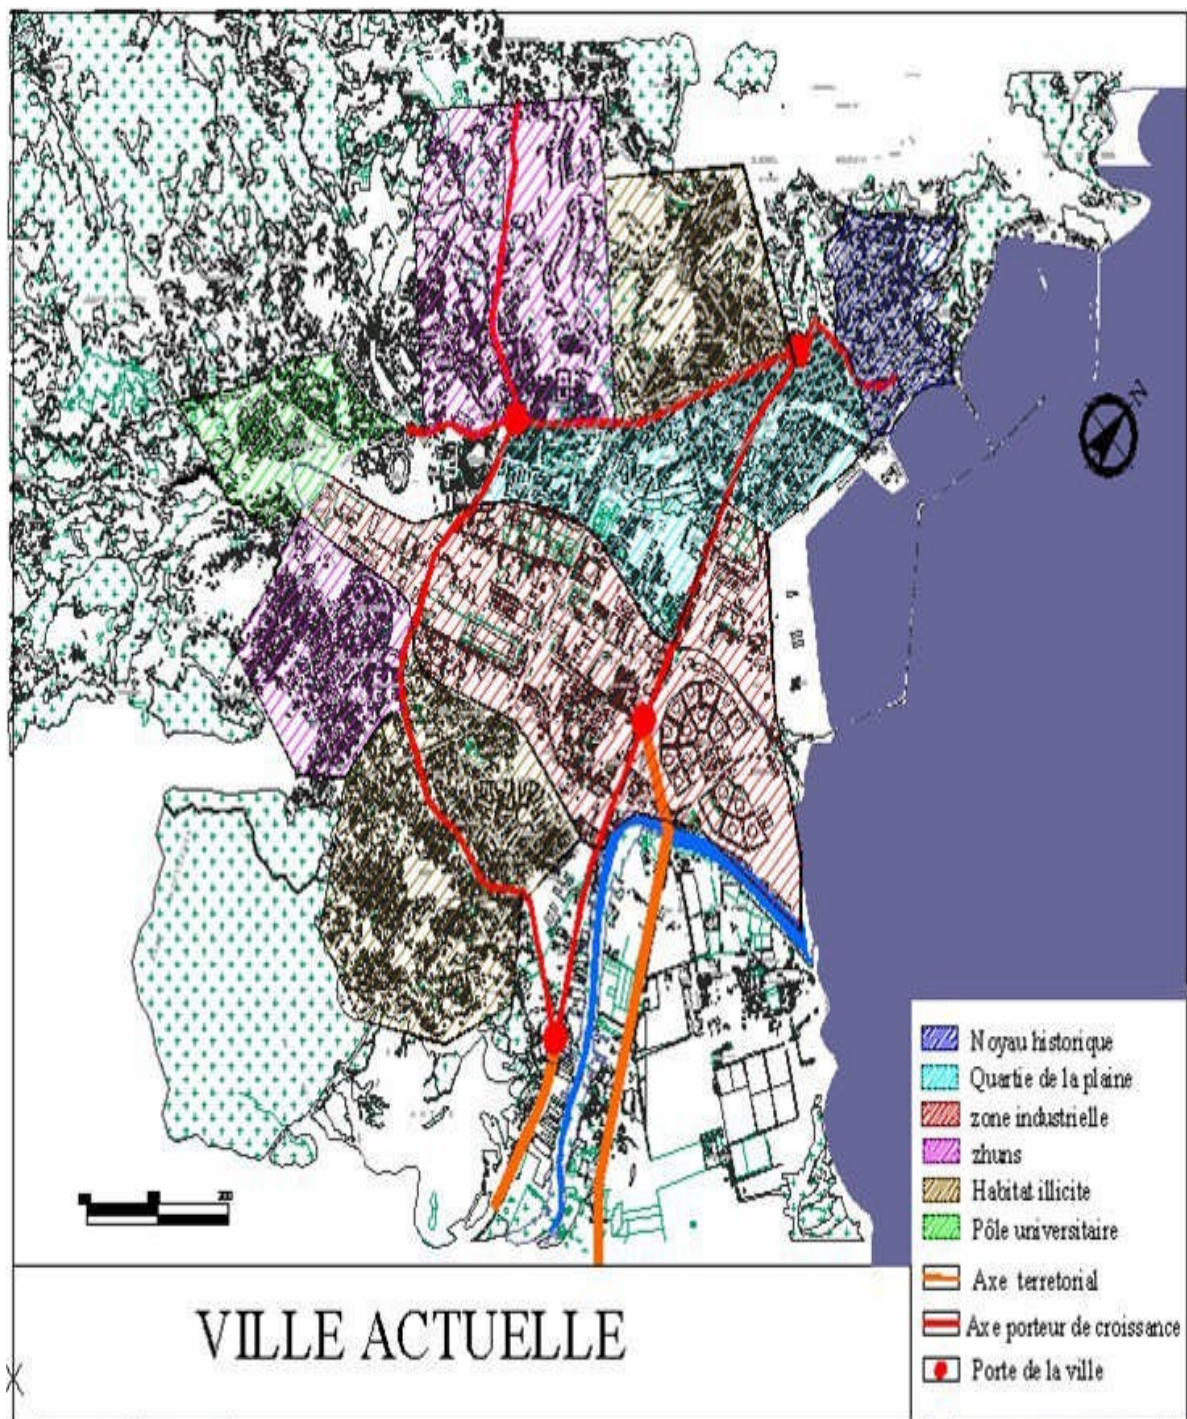 N
200
Noyau historique
Quartie de la plaine
zone industrielle
zhuns
Habitat illicite
Pôle universitaire
Axe terretorial
Axe porteur de croissance
Porte de la ville
VILLE ACTUELLE